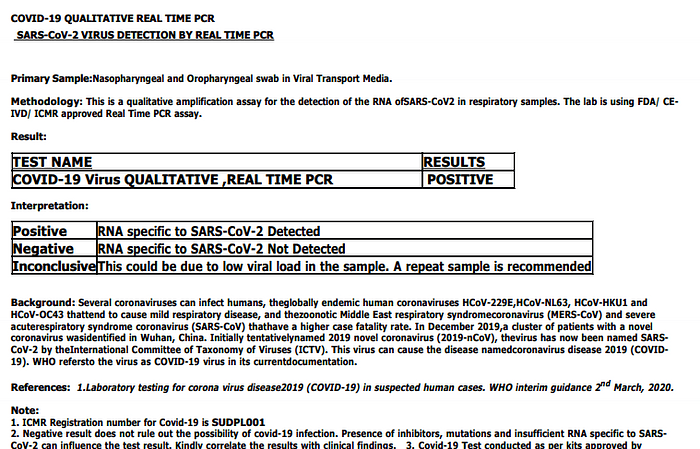 COVID-19 QUALITATIVE REAL TIME PCR
SARS-CoV-2 VIRUS DETECTION BY REAL TIME PCR
Primary Sample:Nasopharyngeal and Oropharyngeal swab in Viral Transport Media.
Methodology: This is a qualitative amplification assay for the detection of the RNA ofSARS-CoV2 in respiratory samples. The lab is using FDA/ CE-
IVD/ ICMR approved Real Time PCR assay.
Result:
TEST NAME RESULTS
COVID-19 Virus QUALITATIVE ,REAL TIME PCR POSITIVE
Interpretation:
Positive RNA specific to SARS-CoV-2 Detected
Negative RNA specific to SARS-CoV-2 Not Detected
Inconclusive This could be due to low viral load in the sample. A repeat sample is recommended
Background: Several coronaviruses can infect humans, theglobally endemic human coronaviruses HCoV-229E,HCoV-NL63, HCoV-HKU1 and
HCoV-OC43 thattend to cause mild respiratory disease, and thezoonotic Middle East respiratory syndromecoronavirus (MERS-CoV) and severe
acuterespiratory syndrome coronavirus (SARS-CoV) thathave a higher case fatality rate. In December 2019,a cluster of patients with a novel
coronavirus wasidentified in Wuhan, China. Initially tentativelynamed 2019 novel coronavirus (2019-nCoV), thevirus has now been named SARS-
CoV-2 by theInternational Committee of Taxonomy of Viruses (ICTV). This virus can cause the disease namedcoronavirus disease 2019 (COVID-
19). WHO refersto the virus as COVID-19 virus in its currentdocumentation.
References: 1.Laboratory testing for corona virus disease2019 (COVID-19) in suspected human cases. WHO interim guidance 2nd March, 2020.
Note:
1. ICMR Registration number for Covid-19 is SUDPL001
2. Negative result does not rule out the possibility of covid-19 infection. Presence of inhibitors, mutations and insufficient RNA specific to SARS-
CoV-2 can influence the test result. Kindly correlate the results with clinical findings. 3. Covid-19 Test conducted as per kits approved by